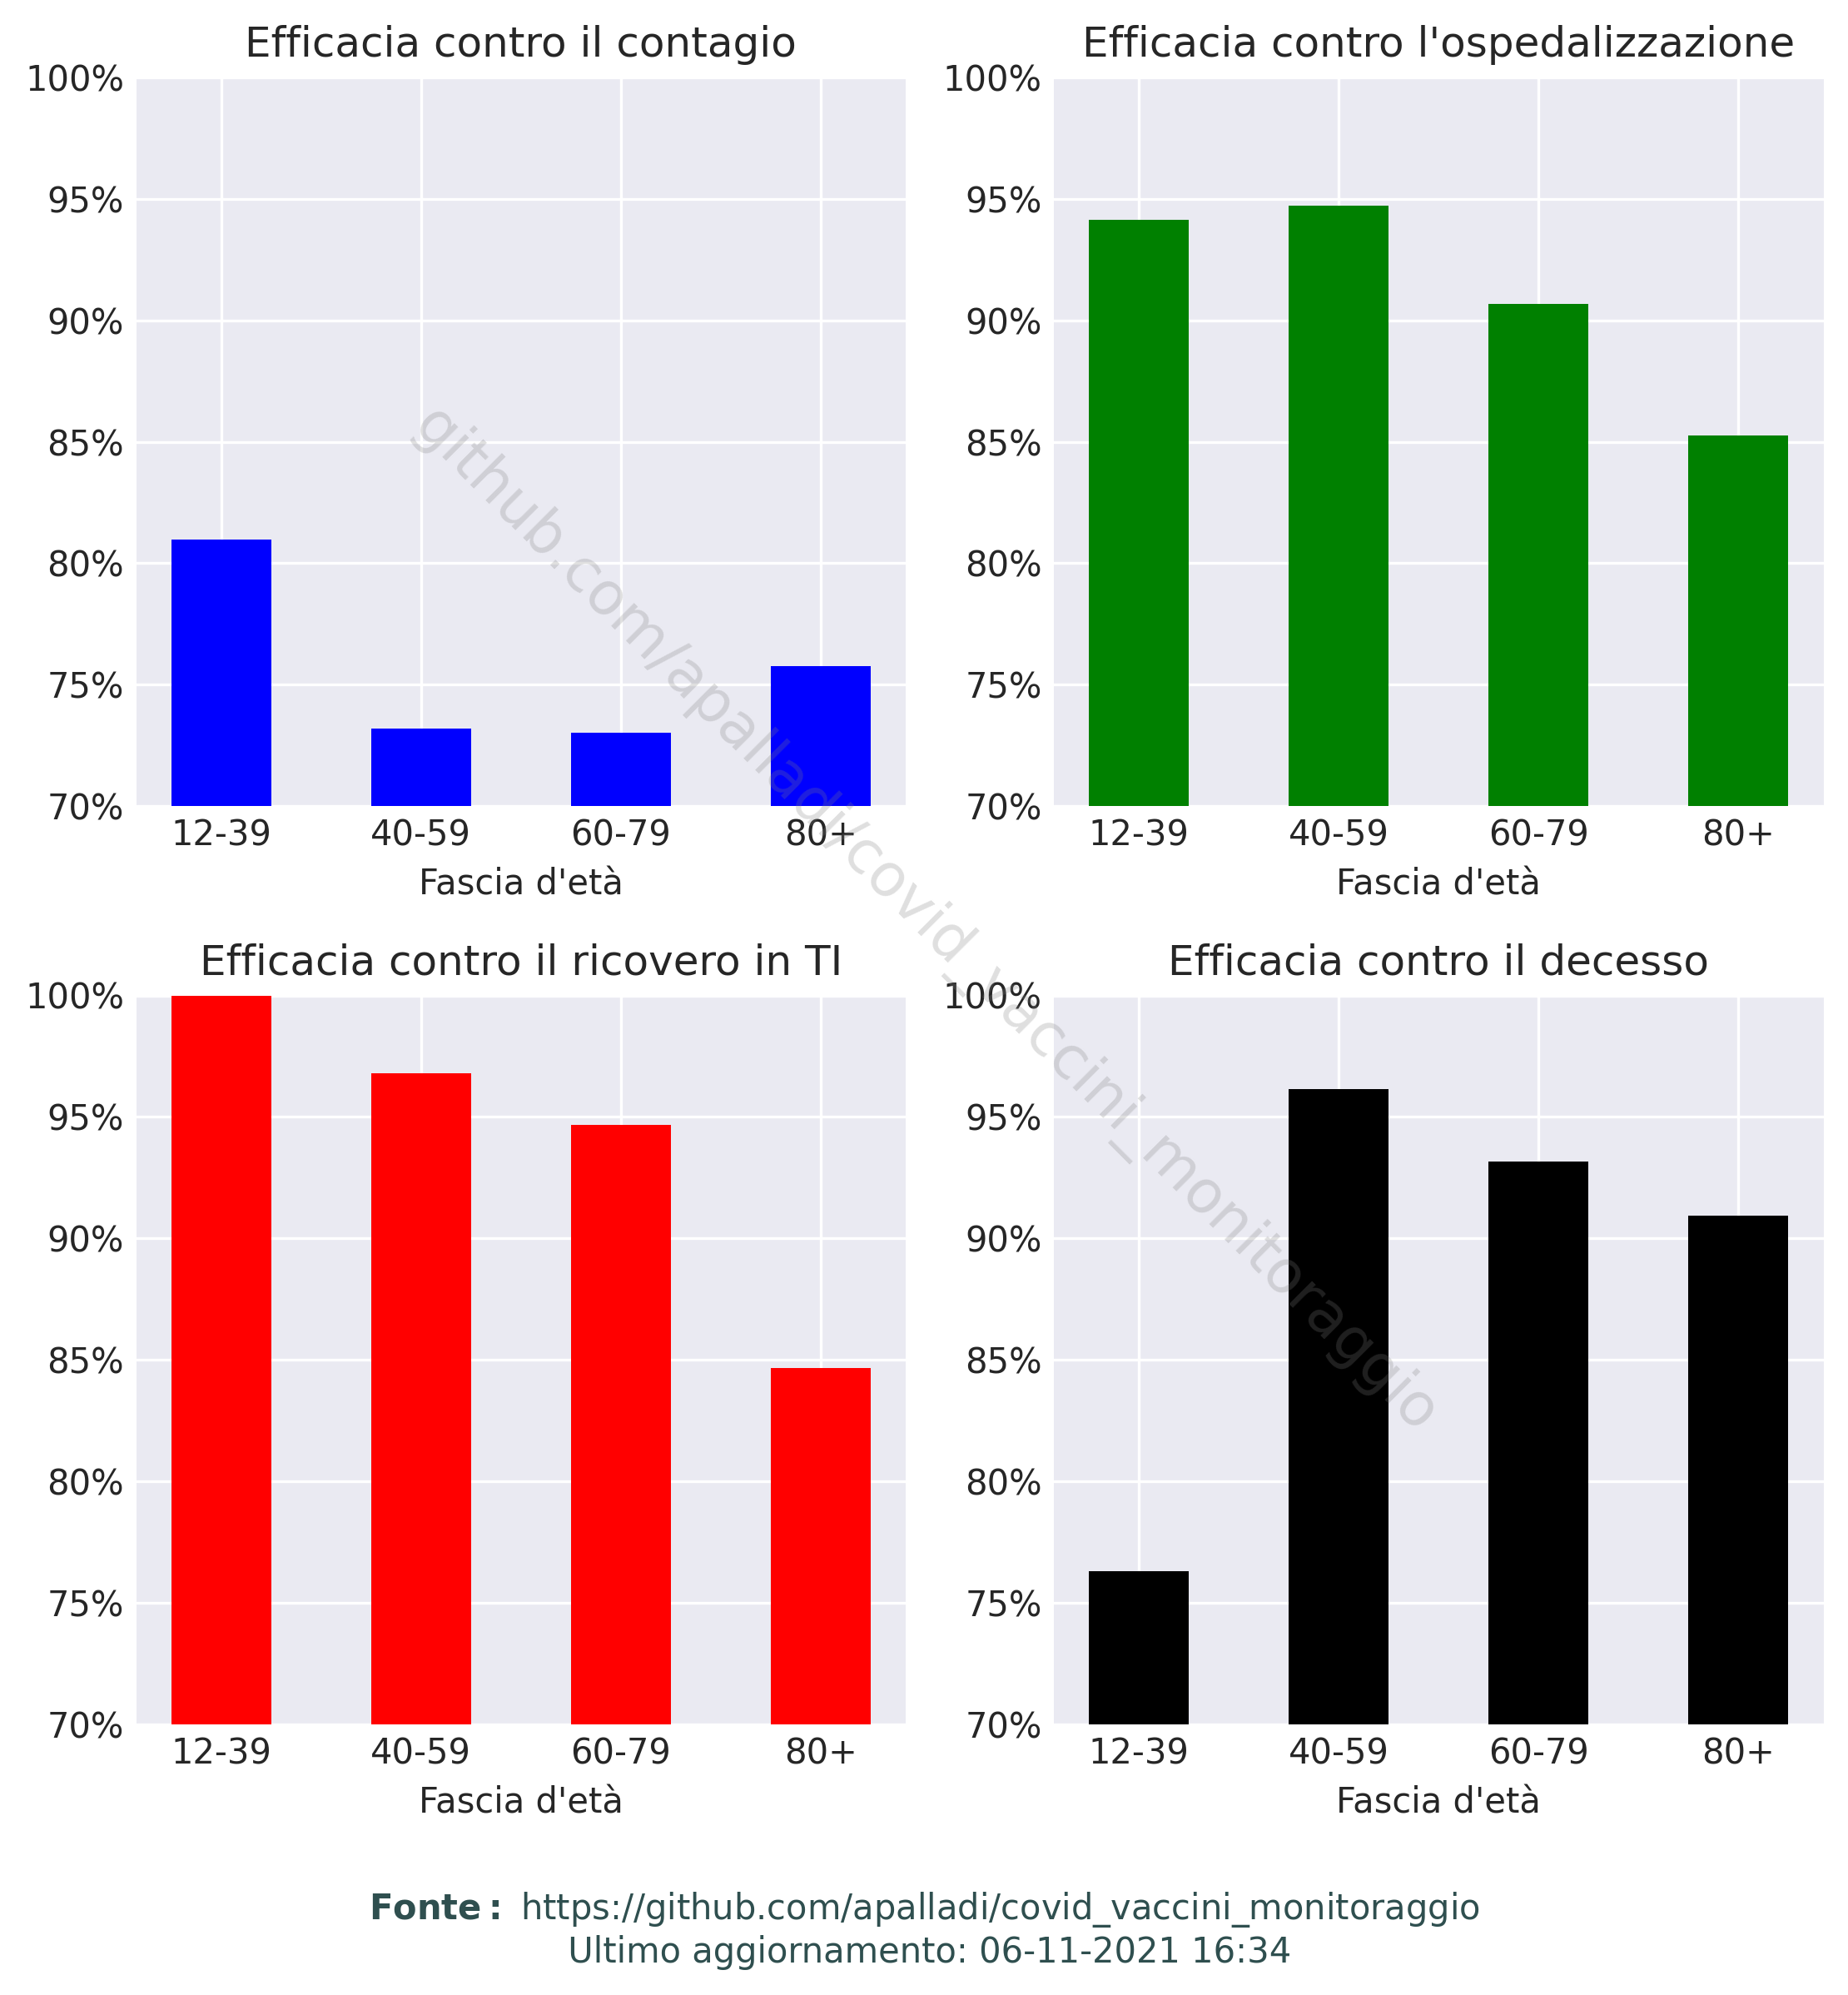 Efficacia contro il contagio
100%
95%
90%
85%
80%
75%
70%
12-39 40-59 60-79 80+
Fascia d'età
Efficacia contro l'ospedalizzazione
100%
95%
90%
85%
80%
75%
70%
12-39 40-59 60-79 80+
Fascia d'età
Efficacia contro il ricovero in TI
100%
95%
90%
85%
80%
75%
70%
12-39 40-59 60-79 80+
Fascia d'età
Efficacia contro il decesso
100%
95%
90%
85%
80%
75%
70%
12-39 40-59 60-79 80+
Fascia d'età
github.com/apalladi/covid_vaccini_monitoraggio
Fonte: https://github.com/apalladi/covid_vaccini_monitoraggio
Ultimo aggiornamento: 06-11-2021 16:34